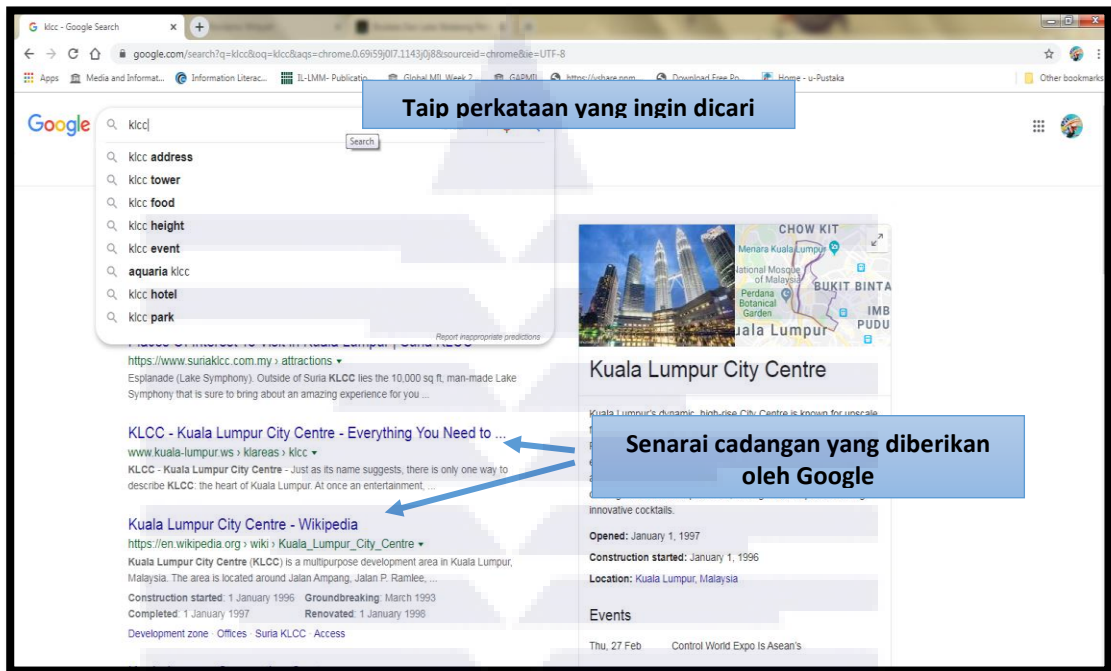 klcc - Google Search
google.com/search?q=klcc&oq=klcc&aqs=chrome.0.69i59j0l7.1143j0j8&sourceid=chrome&ie=UTF-8
Apps Media and Informat... Information Literac... IL-LMM- Publicatio... Global MIL Week 2... GAPMIL https://ushare.pnm... Download Free Po... Home - u-Pustaka Other bookmarks
Taip perkataan yang ingin dicari
Google klcc
Search
klcc address
klcc tower
klcc food
klcc height
klcc event
aquaria klcc
klcc hotel
klcc park
Report inappropriate predictions
CHOW KIT
Menara Kuala Lumpur
National Mosque
of Malaysia
BUKIT BINTA
Perdana
Botanical
Garden
IMB
PUDU
uala Lumpur
Places Of Interest To Visit in Kuala Lumpur | Suria KLCC
https://www.suriaklcc.com.my › attractions
Esplanade (Lake Symphony). Outside of Suria KLCC lies the 10,000 sq ft, man-made Lake
Symphony that is sure to bring about an amazing experience for you ...
KLCC - Kuala Lumpur City Centre - Everything You Need to ...
www.kuala-lumpur.ws › klareas › klcc
KLCC - Kuala Lumpur City Centre - Just as its name suggests, there is only one way to
describe KLCC: the heart of Kuala Lumpur. At once an entertainment, ...
Kuala Lumpur City Centre - Wikipedia
https://en.wikipedia.org › wiki › Kuala_Lumpur_City_Centre
Kuala Lumpur City Centre (KLCC) is a multipurpose development area in Kuala Lumpur,
Malaysia. The area is located around Jalan Ampang, Jalan P. Ramlee, ...
Construction started: 1 January 1996 Groundbreaking: March 1993
Completed: 1 January 1997 Renovated: 1 January 1998
Development zone · Offices · Suria KLCC · Access
Kuala Lumpur City Centre
Kuala Lumpur's dynamic, high-rise City Centre is known for upscale
Senarai cadangan yang diberikan
oleh Google
innovative cocktails.
Opened: January 1, 1997
Construction started: January 1, 1996
Location: Kuala Lumpur, Malaysia
Events
Thu, 27 Feb Control World Expo Is Asean's